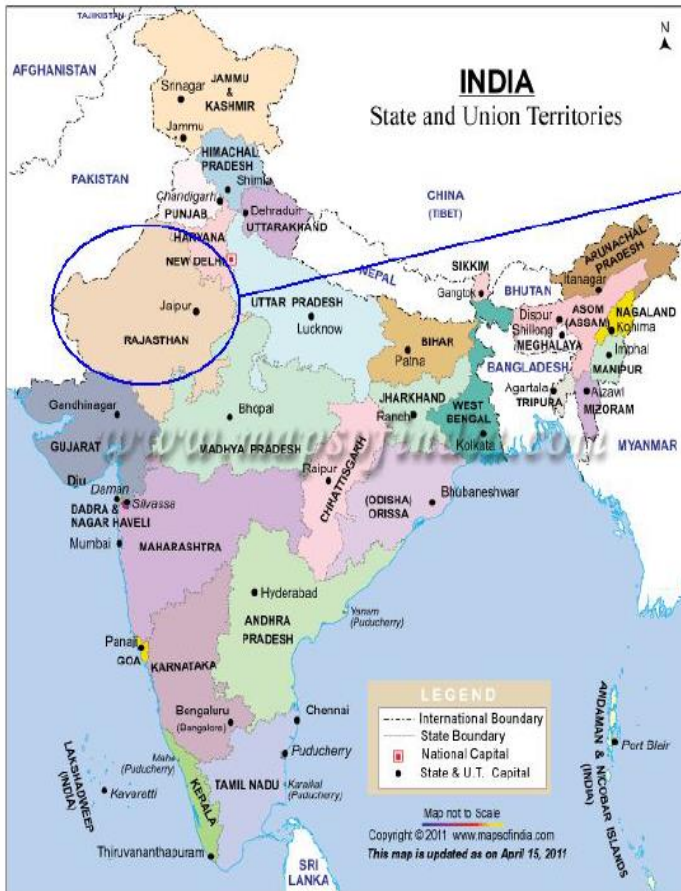 TAJIKISTAN
N
AFGHANISTAN
JAMMU
&
KASHMIR
Srinagar
Jammu
INDIA
State and Union Territories
HIMACHAL
PRADESH
PAKISTAN
Shimla
Chandigarh
PUNJAB
Dehradun
UTTARAKHAND
CHINA
(TIBET)
HARYANA
NEW DELHI
NEPAL
SIKKIM
Gangtok
BHUTAN
ARUNACHAL
PRADESH
Itanagar
Jaipur
RAJASTHAN
UTTAR PRADESH
Lucknow
BIHAR
Patna
Dispur
Shillong
MEGHALAYA
ASOM
(ASSAM)
NAGALAND
Kohima
Imphal
MANIPUR
BANGLADESH
Agartala
TRIPURA
Aizawl
MIZORAM
MYANMAR
Gandhinagar
GUJARAT
Bhopal
MADHYA PRADESH
JHARKHAND
Ranchi
WEST
BENGAL
Kolkata
www.mapsofindia.com
Diu
Daman
Silvassa
DADRA &
NAGAR HAVELI
Raipur
CHHATTISGARH
(ODISHA)
ORISSA
Bhubaneshwar
Mumbai
MAHARASHTRA
Hyderabad
ANDHRA
PRADESH
Yanam
(Puducherry)
Panaji
GOA
KARNATAKA
Bengaluru
(Bangalore)
Chennai
Mahe
(Puducherry)
Puducherry
Karaikal
(Puducherry)
TAMIL NADU
KERALA
LAKSHADWEEP
(INDIA)
Kavaratti
Thiruvananthapuram
SRI
LANKA
ANDAMAN AND NICOBAR ISLANDS
(INDIA)
Port Blair
LEGEND
International Boundary
State Boundary
National Capital
State & U.T. Capital
Map not to Scale
Copyright © 2011 www.mapsofindia.com
This map is updated as on April 15, 2011